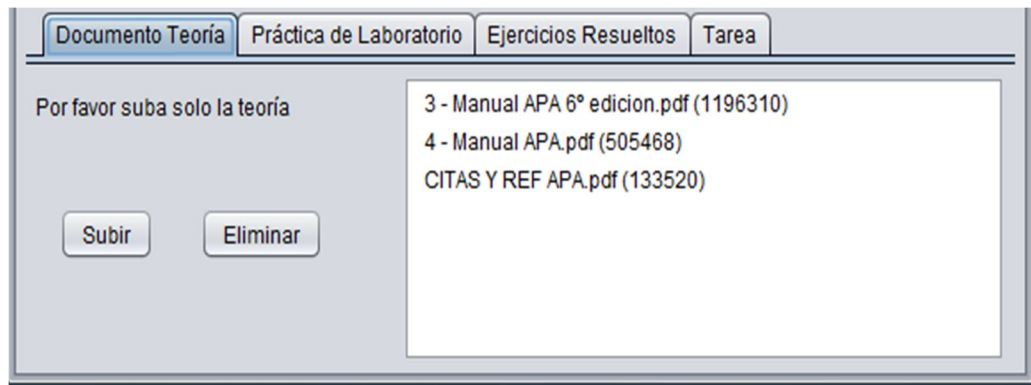 Documento Teoría Práctica de Laboratorio Ejercicios Resueltos Tarea
Por favor suba solo la teoría
3 - Manual APA 6º edicion.pdf (1196310)
4 - Manual APA.pdf (505468)
CITAS Y REF APA.pdf (133520)
Subir Eliminar